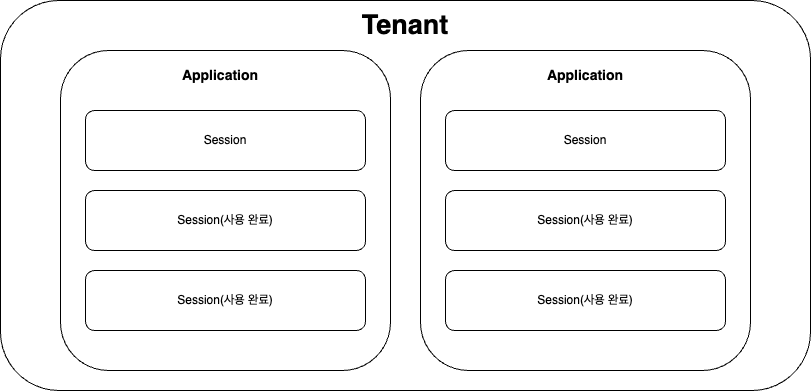 Tenant
Application
Session
Session(사용 완료)
Session(사용 완료)
Application
Session
Session(사용 완료)
Session(사용 완료)